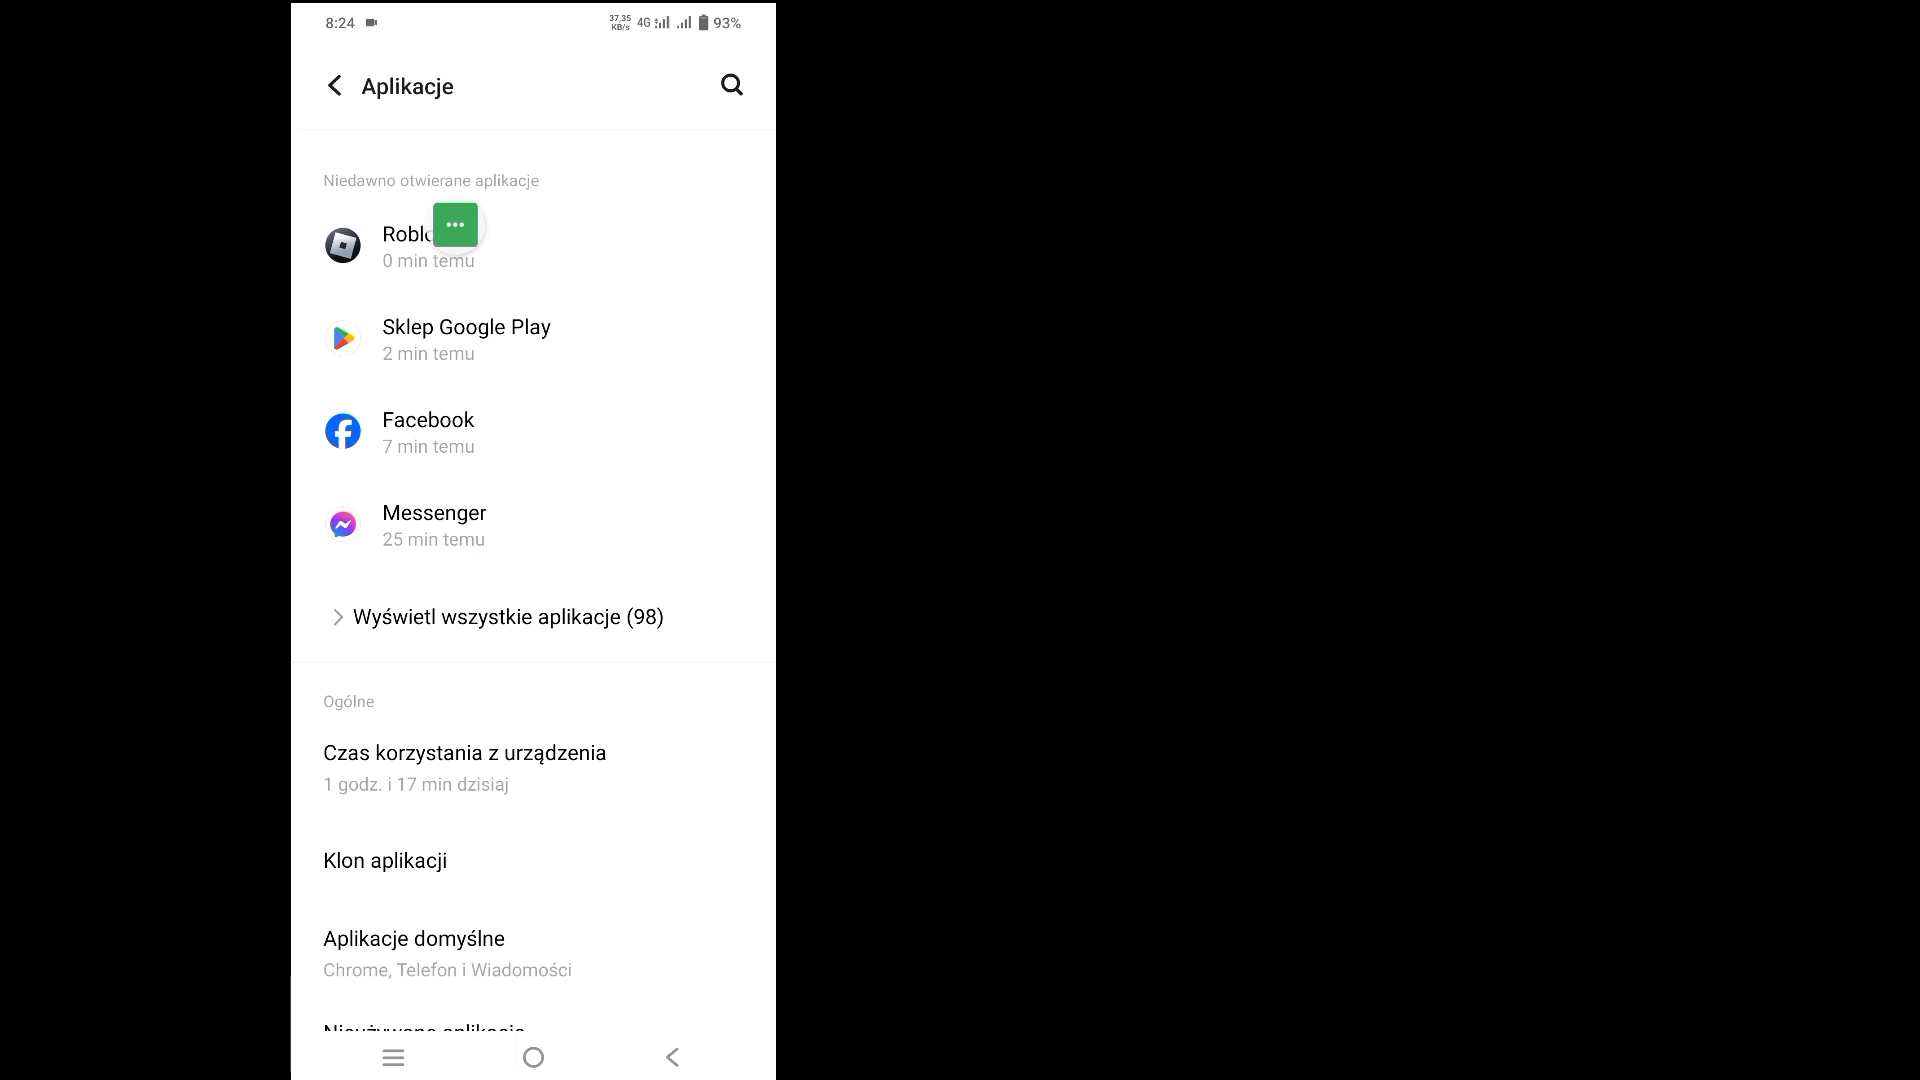 8:24
37,35
KB/s
4G
93%
Aplikacje
Niedawno otwierane aplikacje
0 min temu
Sklep Google Play
2 min temu
Facebook
7 min temu
Messenger
25 min temu
Wyświetl wszystkie aplikacje (98)
Ogólne
Czas korzystania z urządzenia
1 godz. i 17 min dzisiaj
Klon aplikacji
Aplikacje domyślne
Chrome, Telefon i Wiadomości
Nieużywane aplikacje